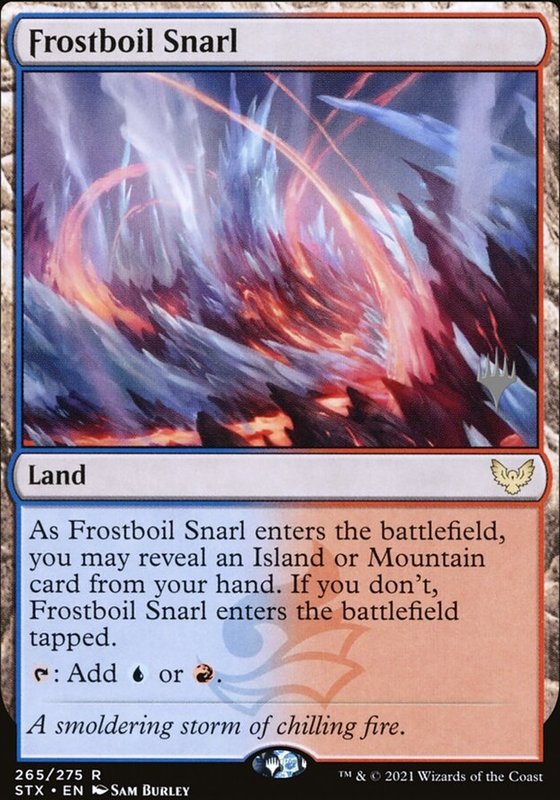 Frostboil Snarl
Land
As Frostboil Snarl enters the battlefield,
you may reveal an Island or Mountain
card from your hand. If you don't,
Frostboil Snarl enters the battlefield
tapped.
: Add or .
A smoldering storm of chilling fire.
265/275 R
STX • EN Sam Burley
™ & © 2021 Wizards of the Coast